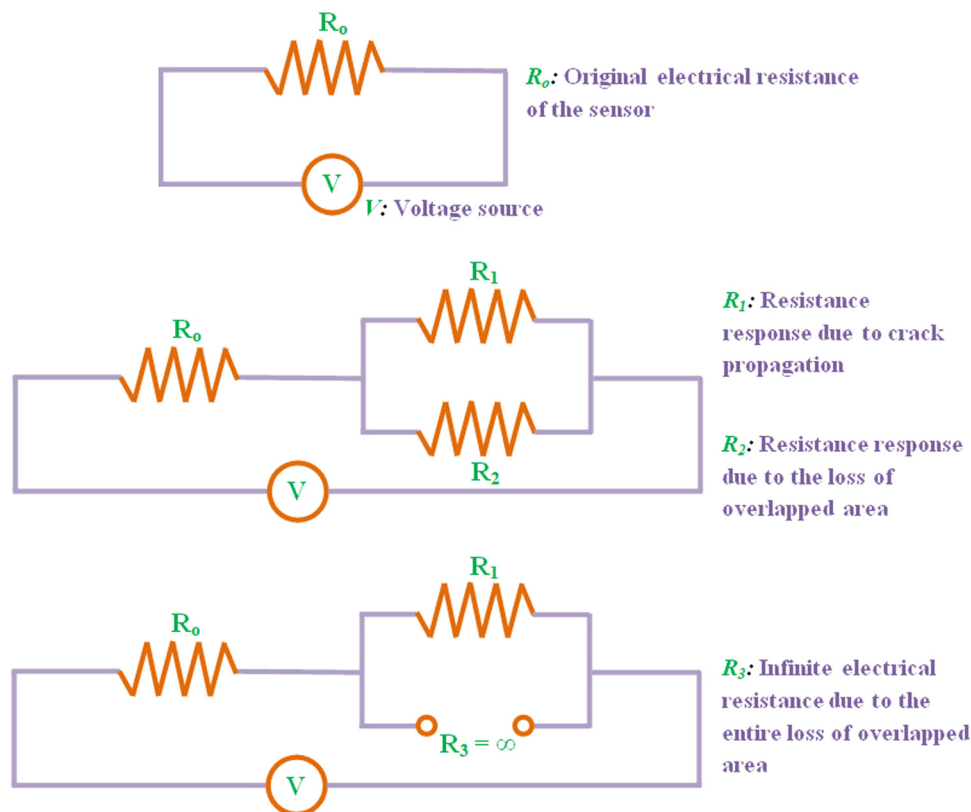 Rₒ
Rₒ: Original electrical resistance
of the sensor
V
V: Voltage source
R₁
R₁: Resistance
response due to crack
propagation
Rₒ
R₂: Resistance response
due to the loss of
overlapped area
R₂
V
R₁
Rₒ
R₃: Infinite electrical
resistance due to the
entire loss of overlapped
area
R₃ = ∞
V